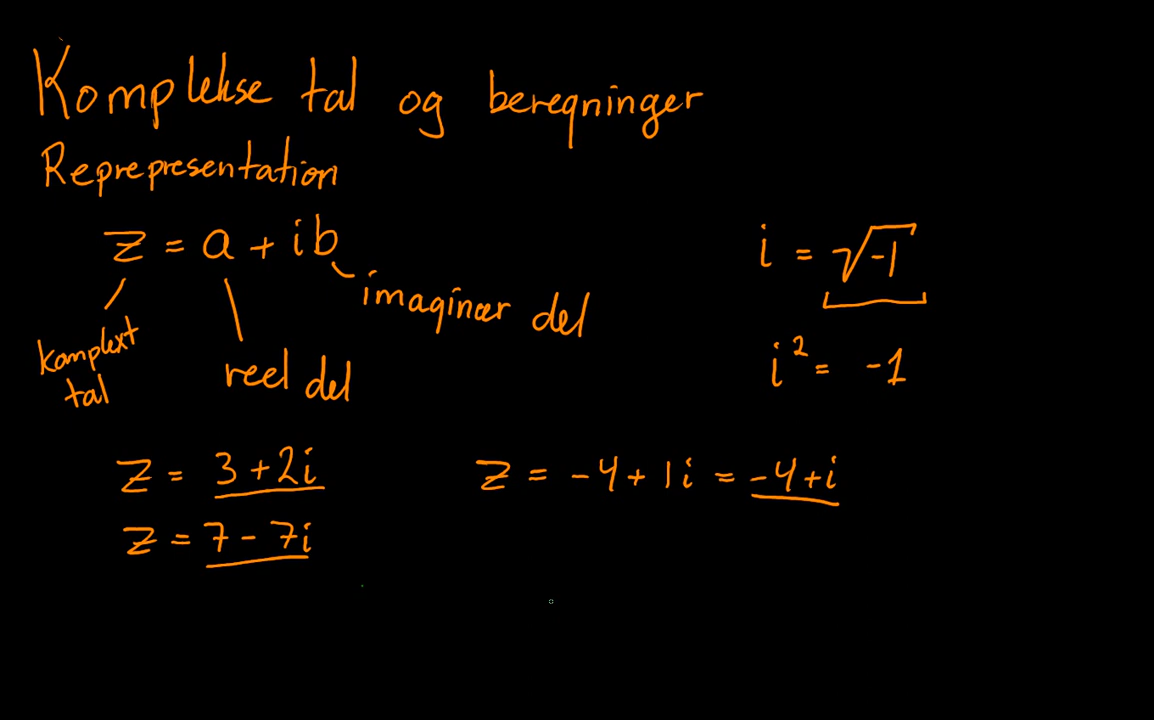 Komplekse tal og beregninger
Reprepresentation
z = a + ib
imaginær del
komplext
tal
reel del
i = √-1
i² = -1
z = 3 + 2i
z = -4 + 1i = -4 + i
z = 7 - 7i